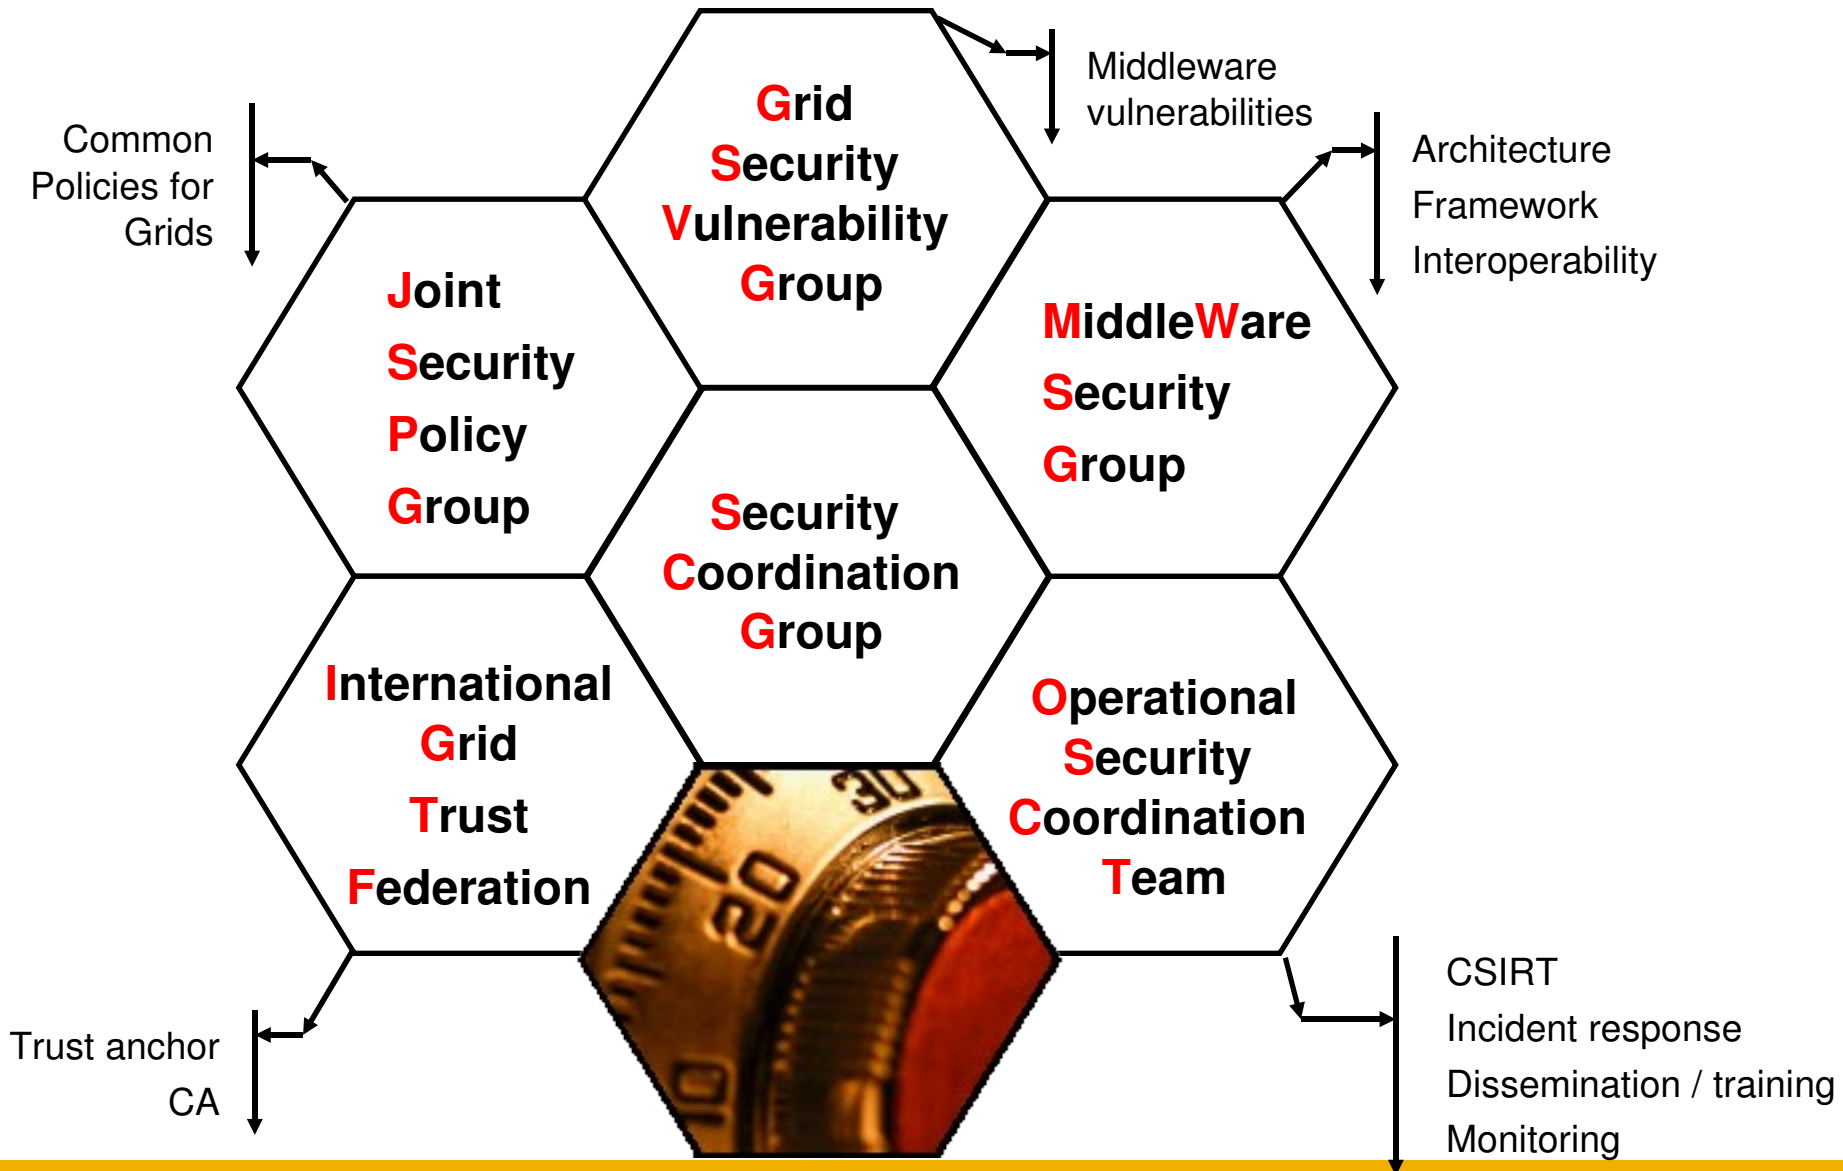 Grid
Security
Vulnerability
Group
Middleware
vulnerabilities
Common
Policies for
Grids
Joint
Security
Policy
Group
MiddleWare
Security
Group
Architecture
Framework
Interoperability
Security
Coordination
Group
International
Grid
Trust
Federation
Operational
Security
Coordination
Team
Trust anchor
CA
30
20
10
CSIRT
Incident response
Dissemination / training
Monitoring